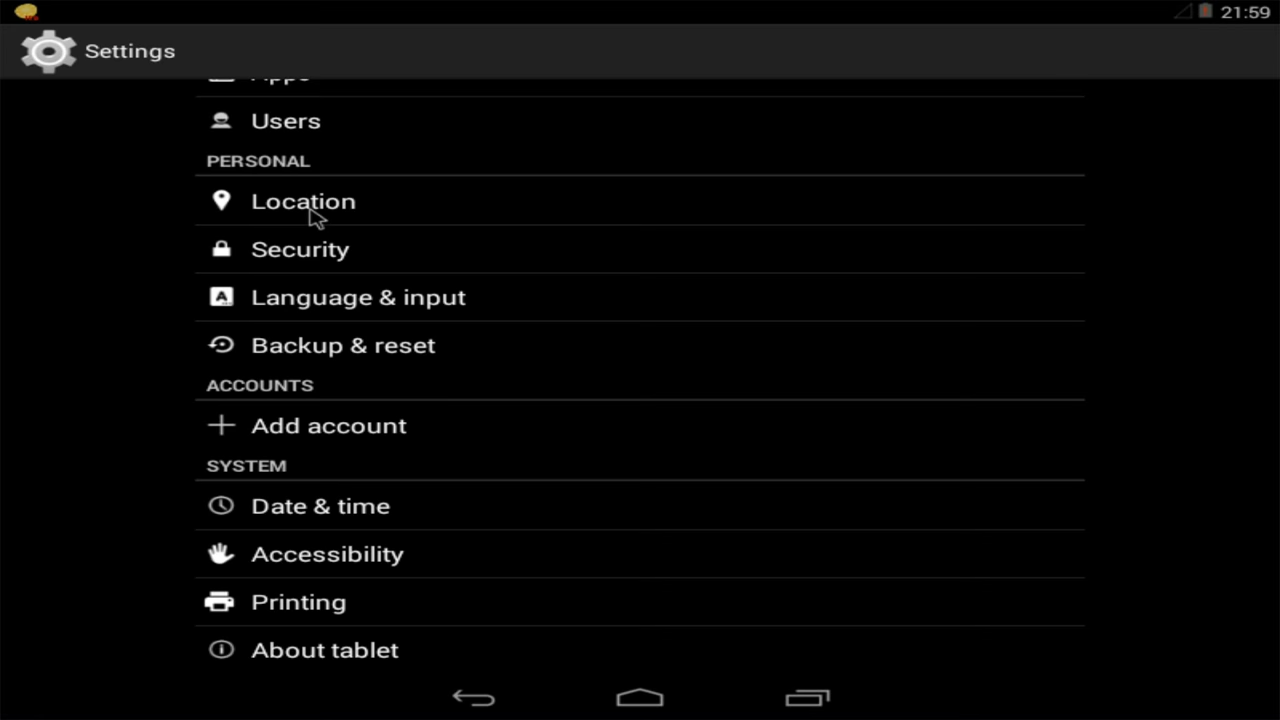 21:59
Settings
Apps
Users
PERSONAL
Location
Security
Language & input
Backup & reset
ACCOUNTS
Add account
SYSTEM
Date & time
Accessibility
Printing
About tablet